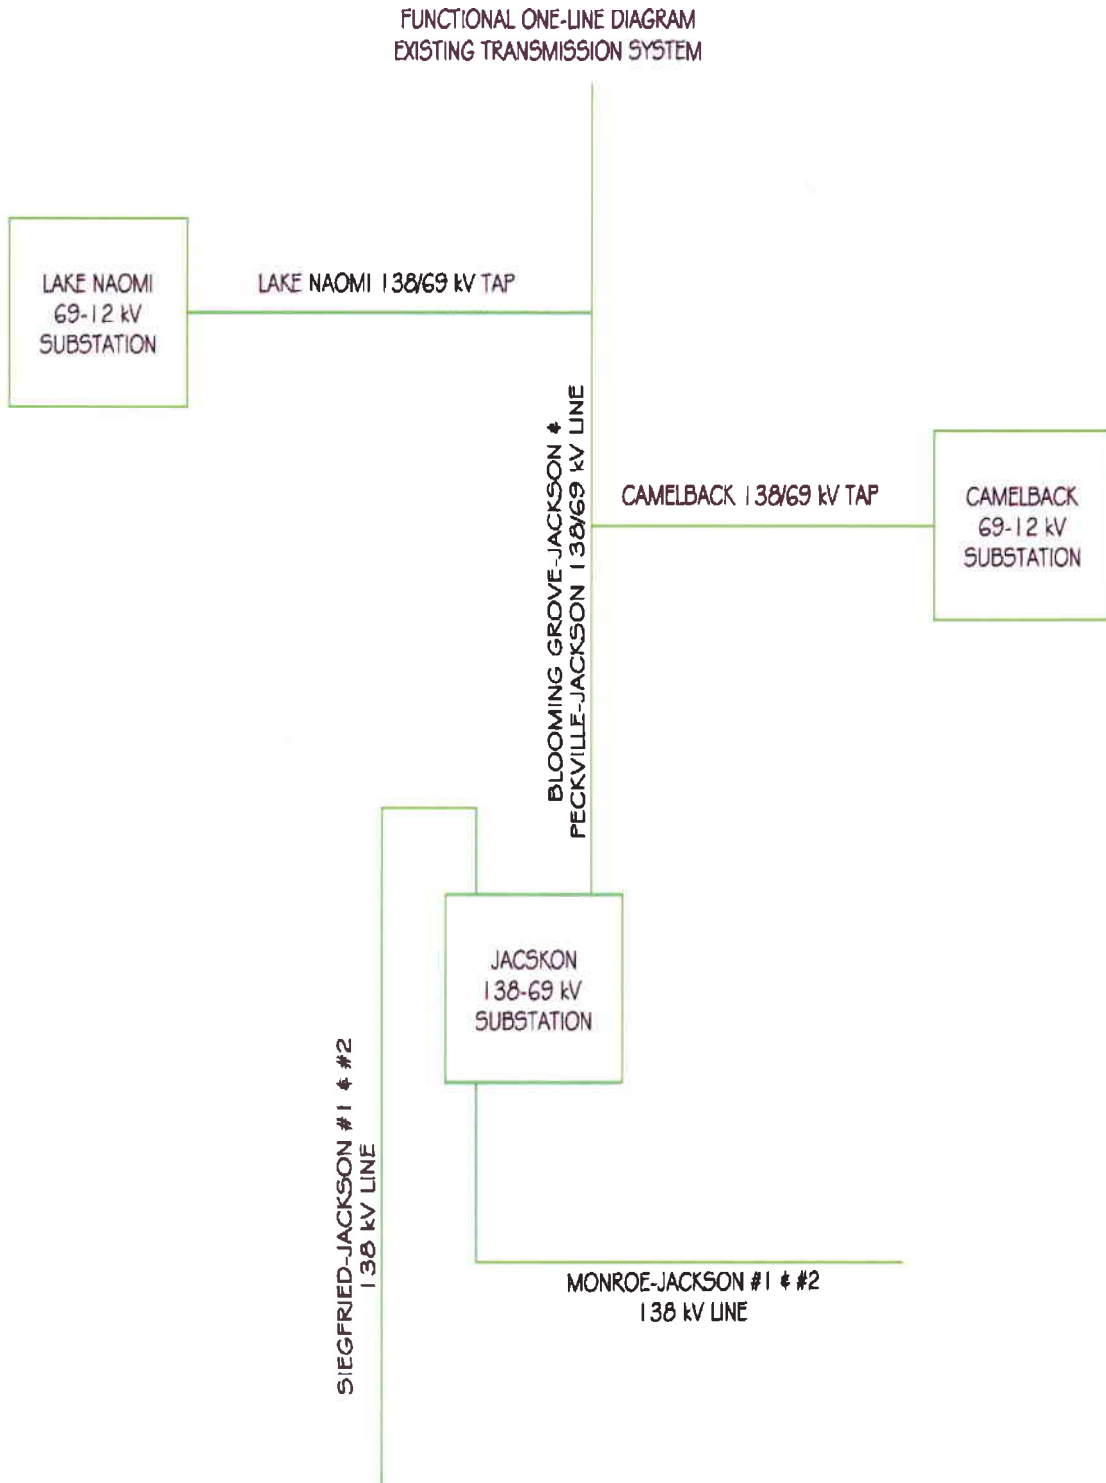 FUNCTIONAL ONE-LINE DIAGRAM
EXISTING TRANSMISSION SYSTEM
LAKE NAOMI
69-12 kV
SUBSTATION
LAKE NAOMI 138/69 kV TAP
BLOOMING GROVE-JACKSON &
PECKVILLE-JACKSON 138/69 kV LINE
CAMELBACK 138/69 kV TAP
CAMELBACK
69-12 kV
SUBSTATION
JACSKON
138-69 kV
SUBSTATION
SIEGFRIED-JACKSON #1 & #2
138 kV LINE
MONROE-JACKSON #1 & #2
138 kV LINE